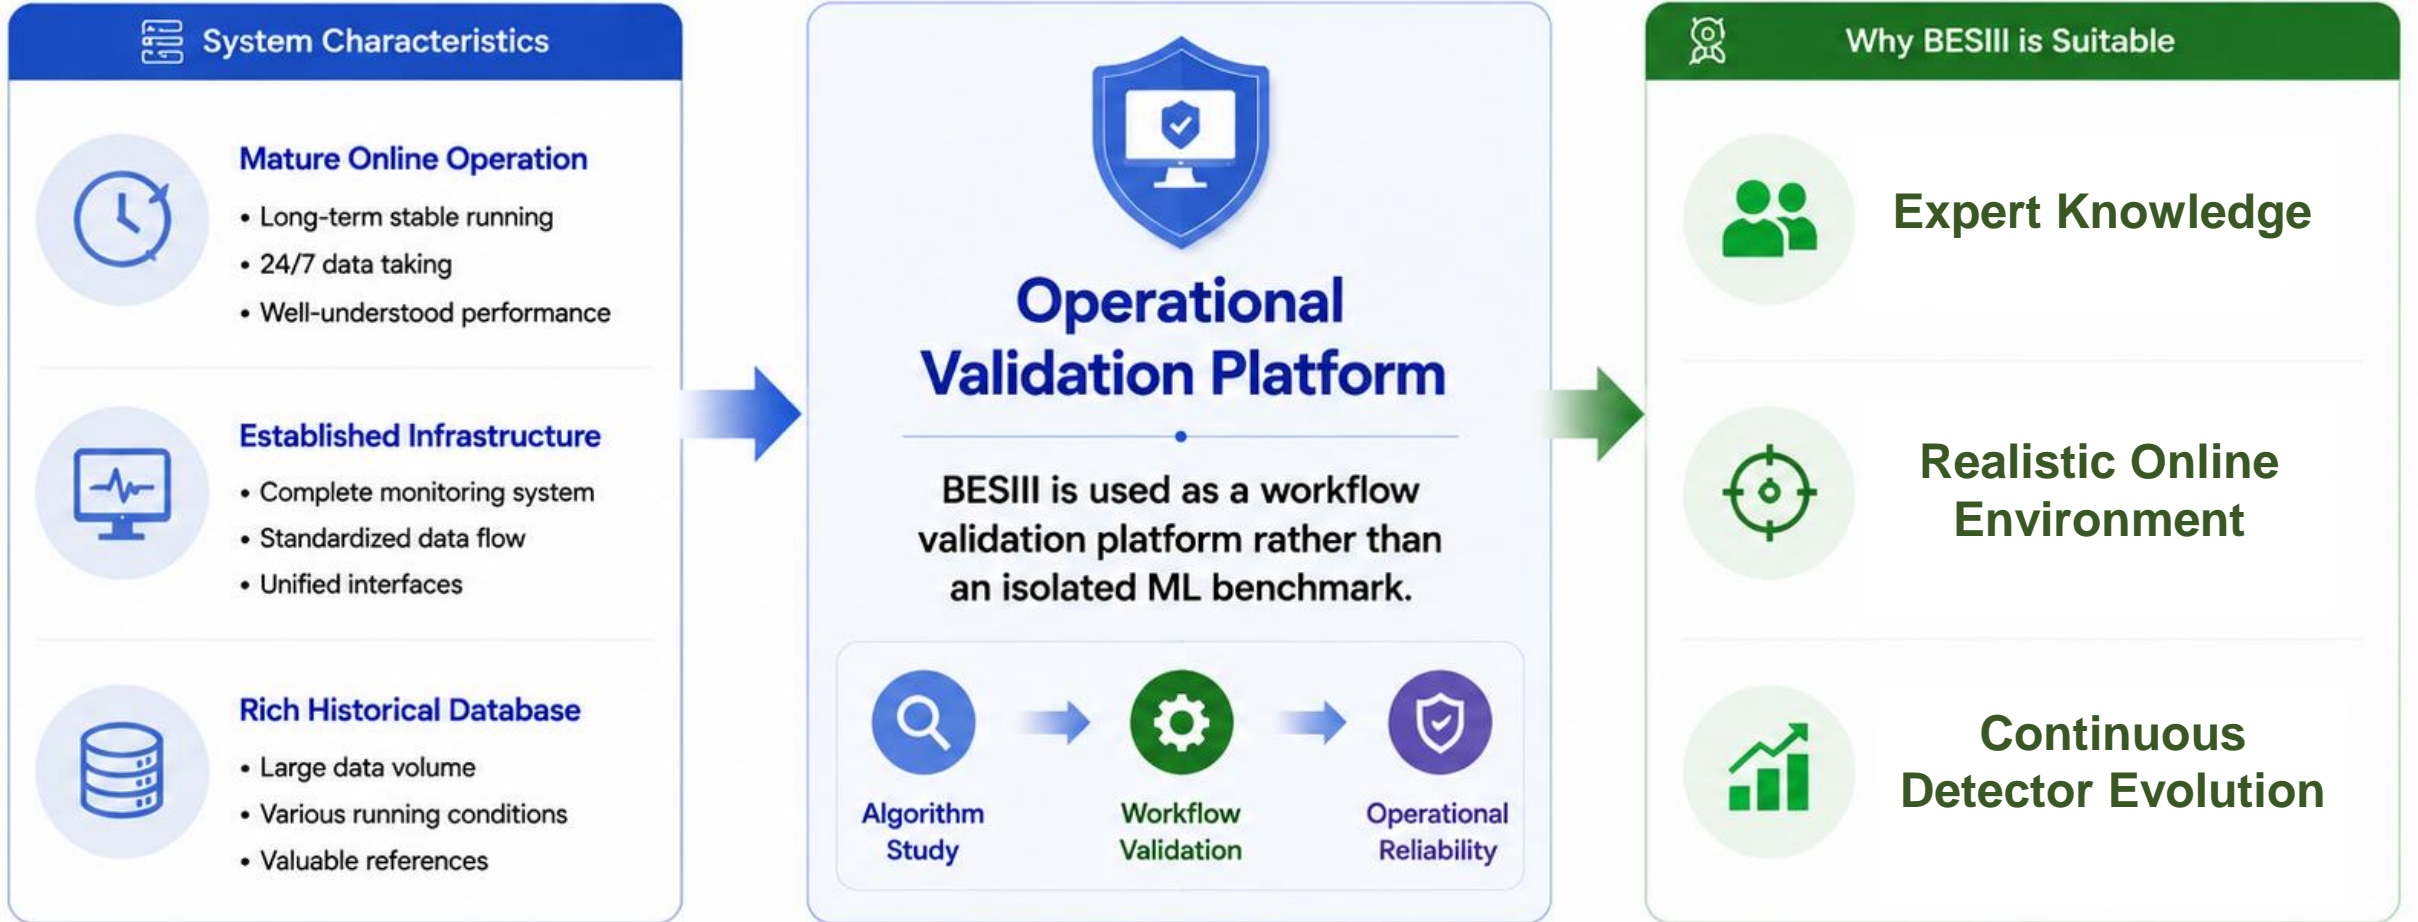 System Characteristics
Mature Online Operation
• Long-term stable running
• 24/7 data taking
• Well-understood performance
Established Infrastructure
• Complete monitoring system
• Standardized data flow
• Unified interfaces
Rich Historical Database
• Large data volume
• Various running conditions
• Valuable references
Operational
Validation Platform
BESIII is used as a workflow
validation platform rather than
an isolated ML benchmark.
Algorithm
Study
Workflow
Validation
Operational
Reliability
Why BESIII is Suitable
Expert Knowledge
Realistic Online
Environment
Continuous
Detector Evolution